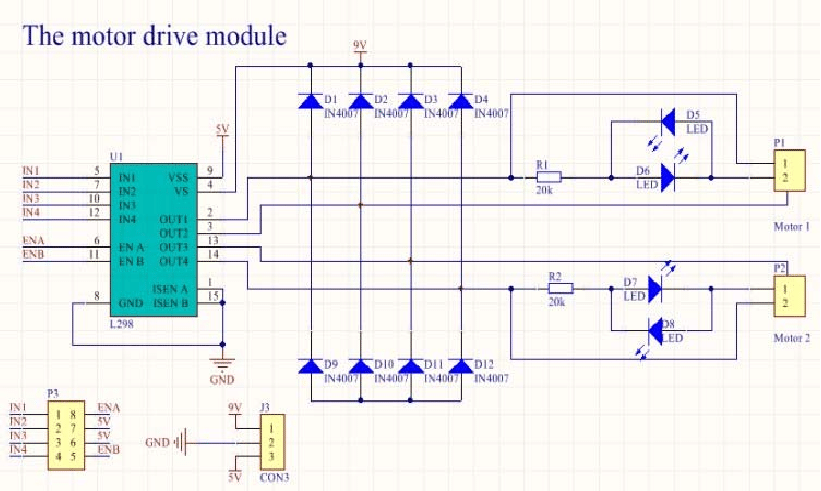 The motor drive module
9V
D1 D2 D3 D4
IN4007 IN4007 IN4007 IN4007
D5
LED
5V
P1
U1
R1
D6
LED
20k
1
2
IN1 5 IN1 VSS 9
IN2 7 IN2 VS 4
IN3 10 IN3
IN4 12 IN4
OUT1 2
OUT2 3
Motor 1
ENA 6 EN A OUT3 13
ENB 11 EN B OUT4 14
P2
R2
D7
LED
20k
1
2
ISEN A 1
8 GND ISEN B 15
L298
D8
LED
Motor 2
GND
D9 D10 D11 D12
IN4007 IN4007 IN4007 IN4007
P3
IN1 1 8 ENA
IN2 2 7 5V
IN3 3 6 5V
IN4 4 5 ENB
J3
9V
1
GND 2
3
5V
CON3